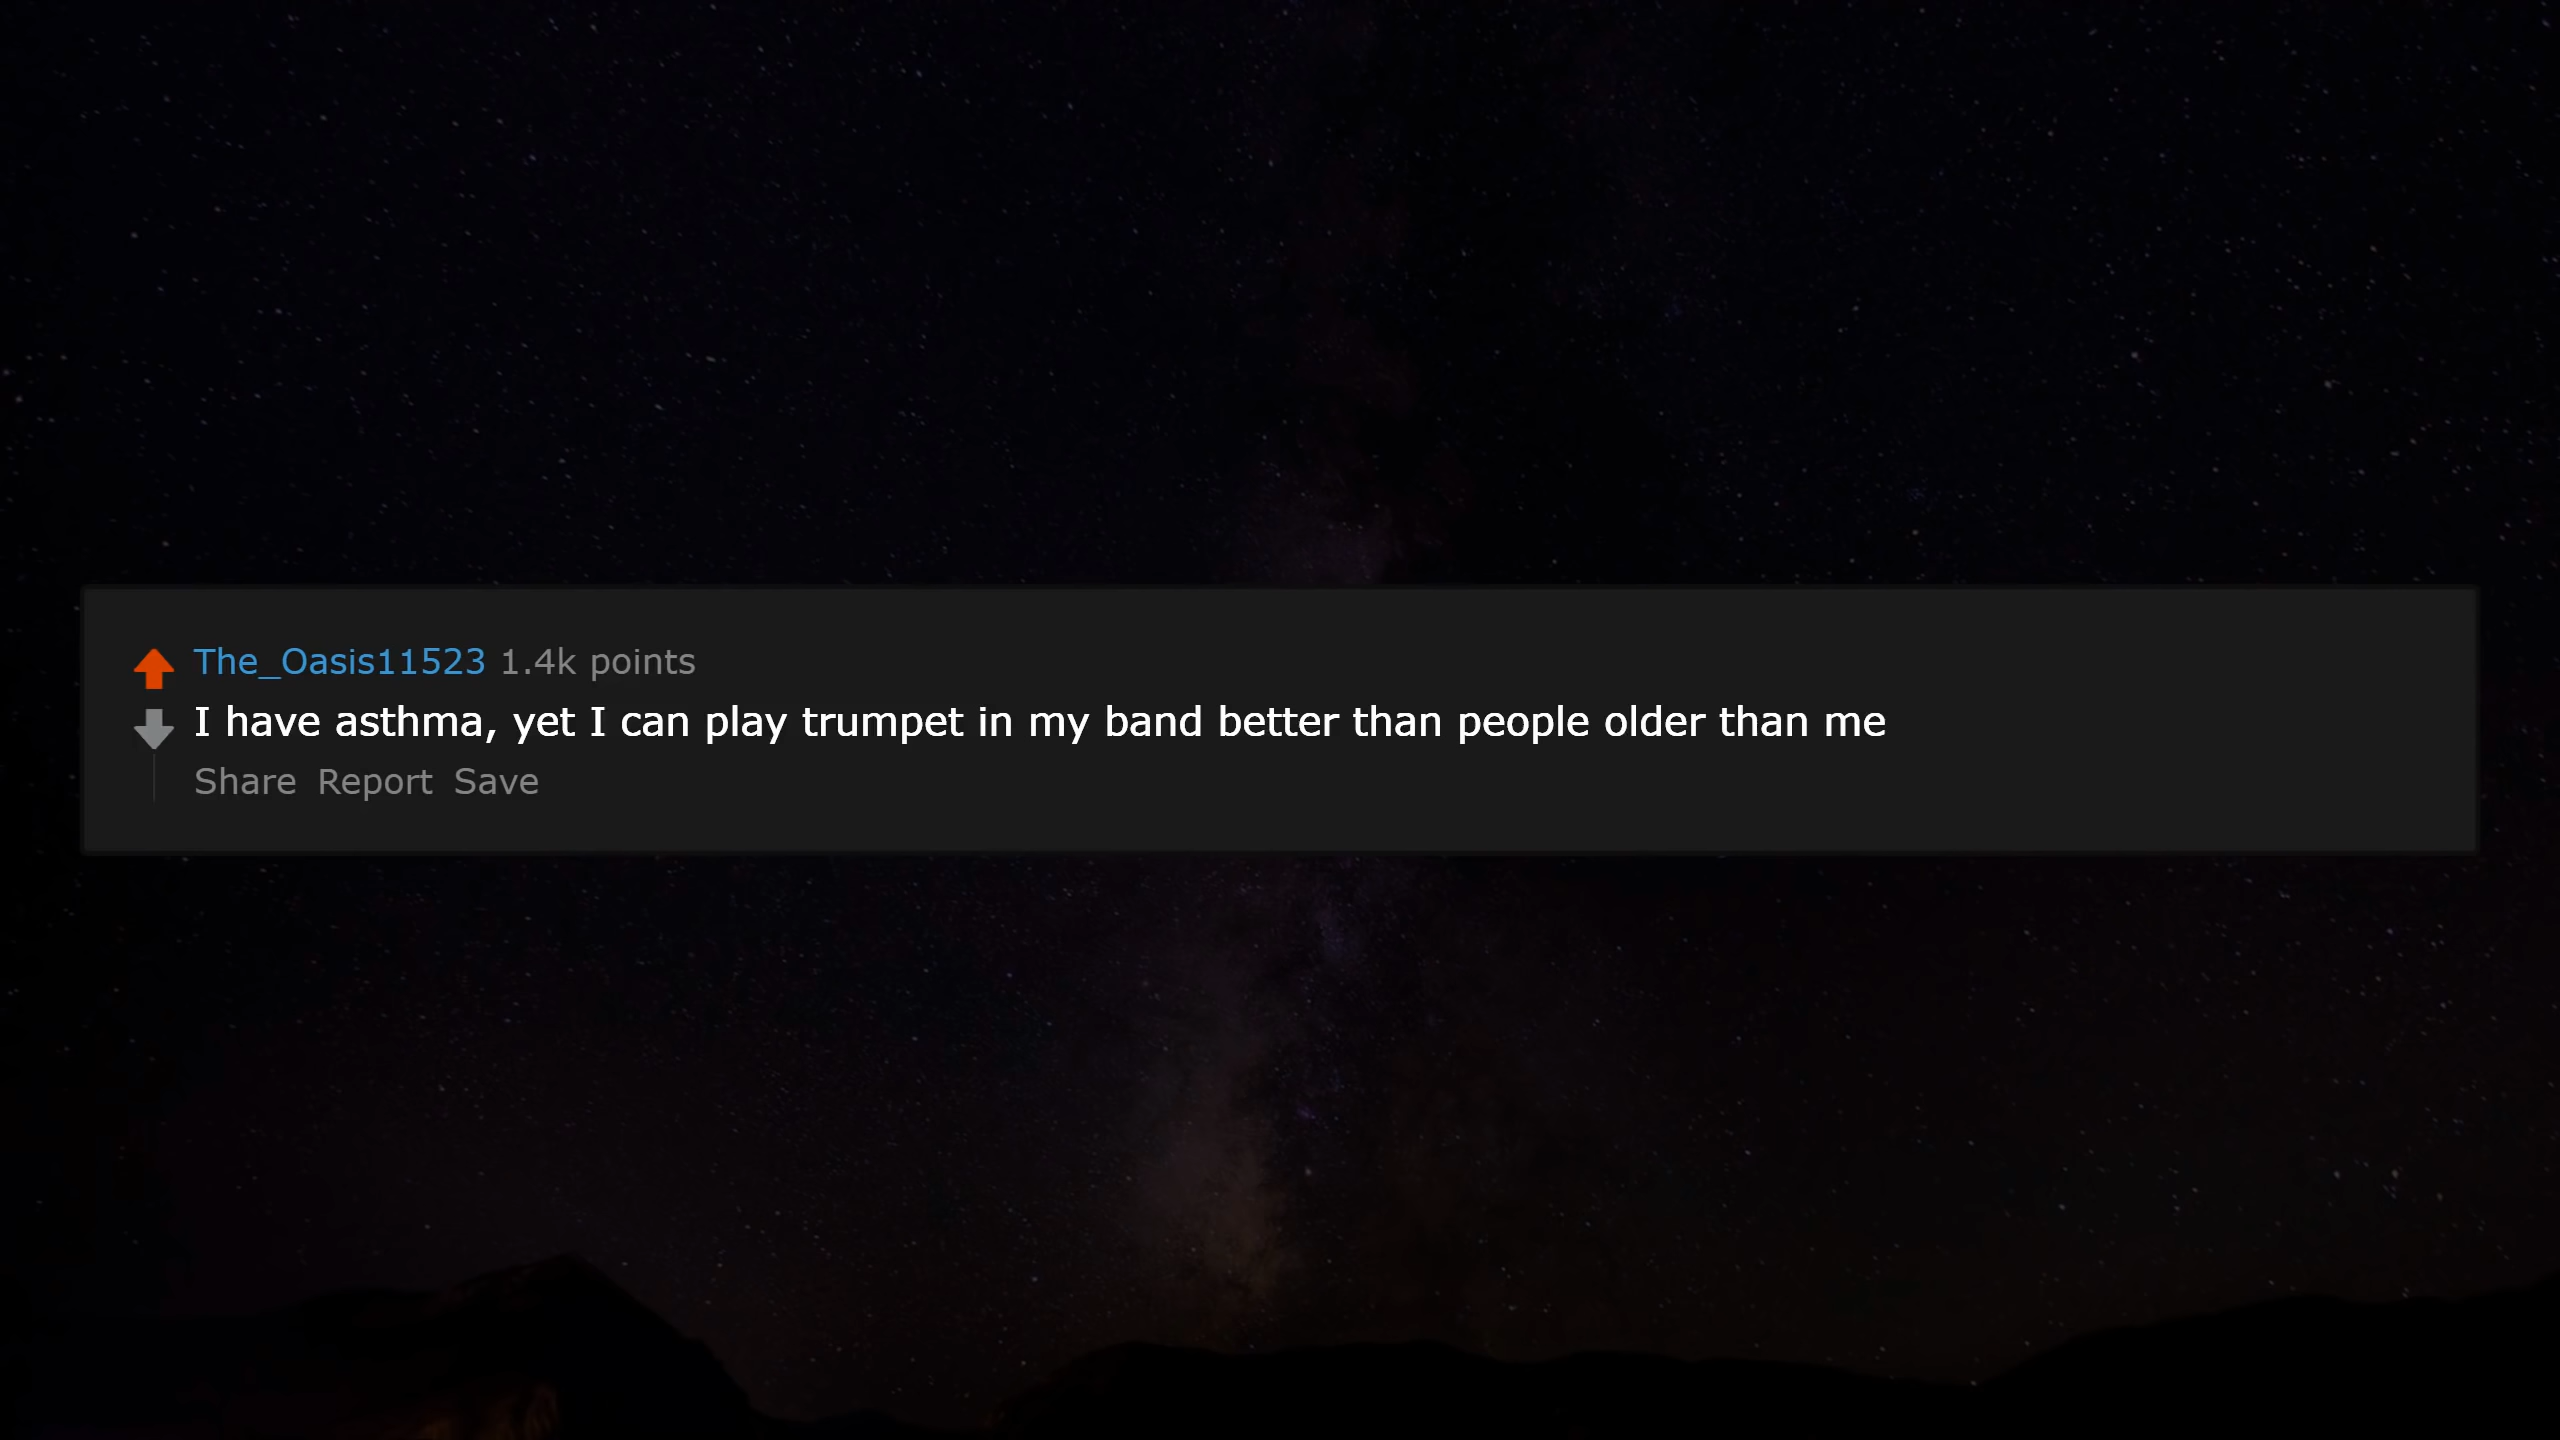 The_Oasis11523 1.4k points
I have asthma, yet I can play trumpet in my band better than people older than me
Share Report Save